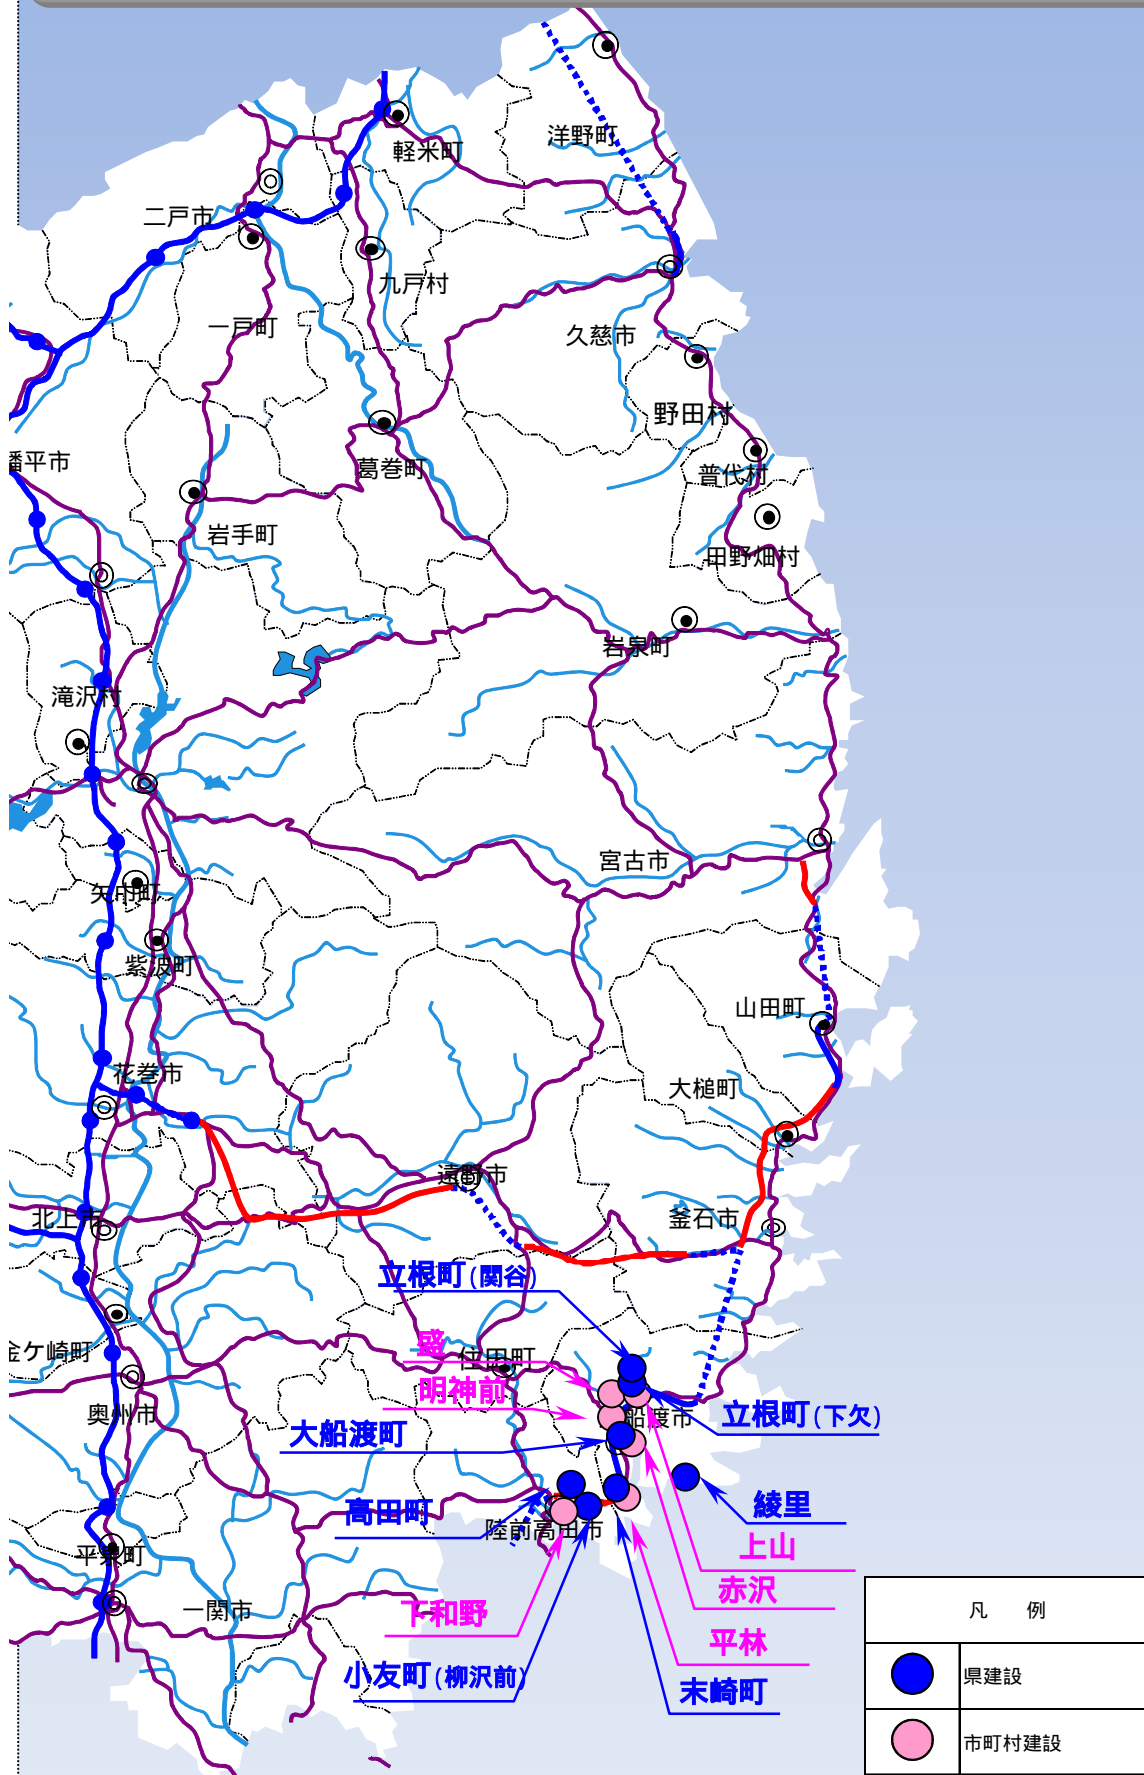 洋野町
軽米町
二戸市
九戸村
一戸町
久慈市
野田村
幡平市
葛巻町
普代村
岩手町
田野畑村
岩泉町
滝沢村
宮古市
矢巾町
紫波町
山田町
花巻市
大槌町
遠野市
北上市
釜石市
立根町(関谷)
盛
金ケ崎町
住田町
明神前
奥州市
船渡市
立根町(下欠)
大船渡町
綾里
高田町
陸前高田市
上山
平泉町
赤沢
下和野
一関市
平林
小友町(柳沢前)
末崎町
凡　例
県建設
市町村建設